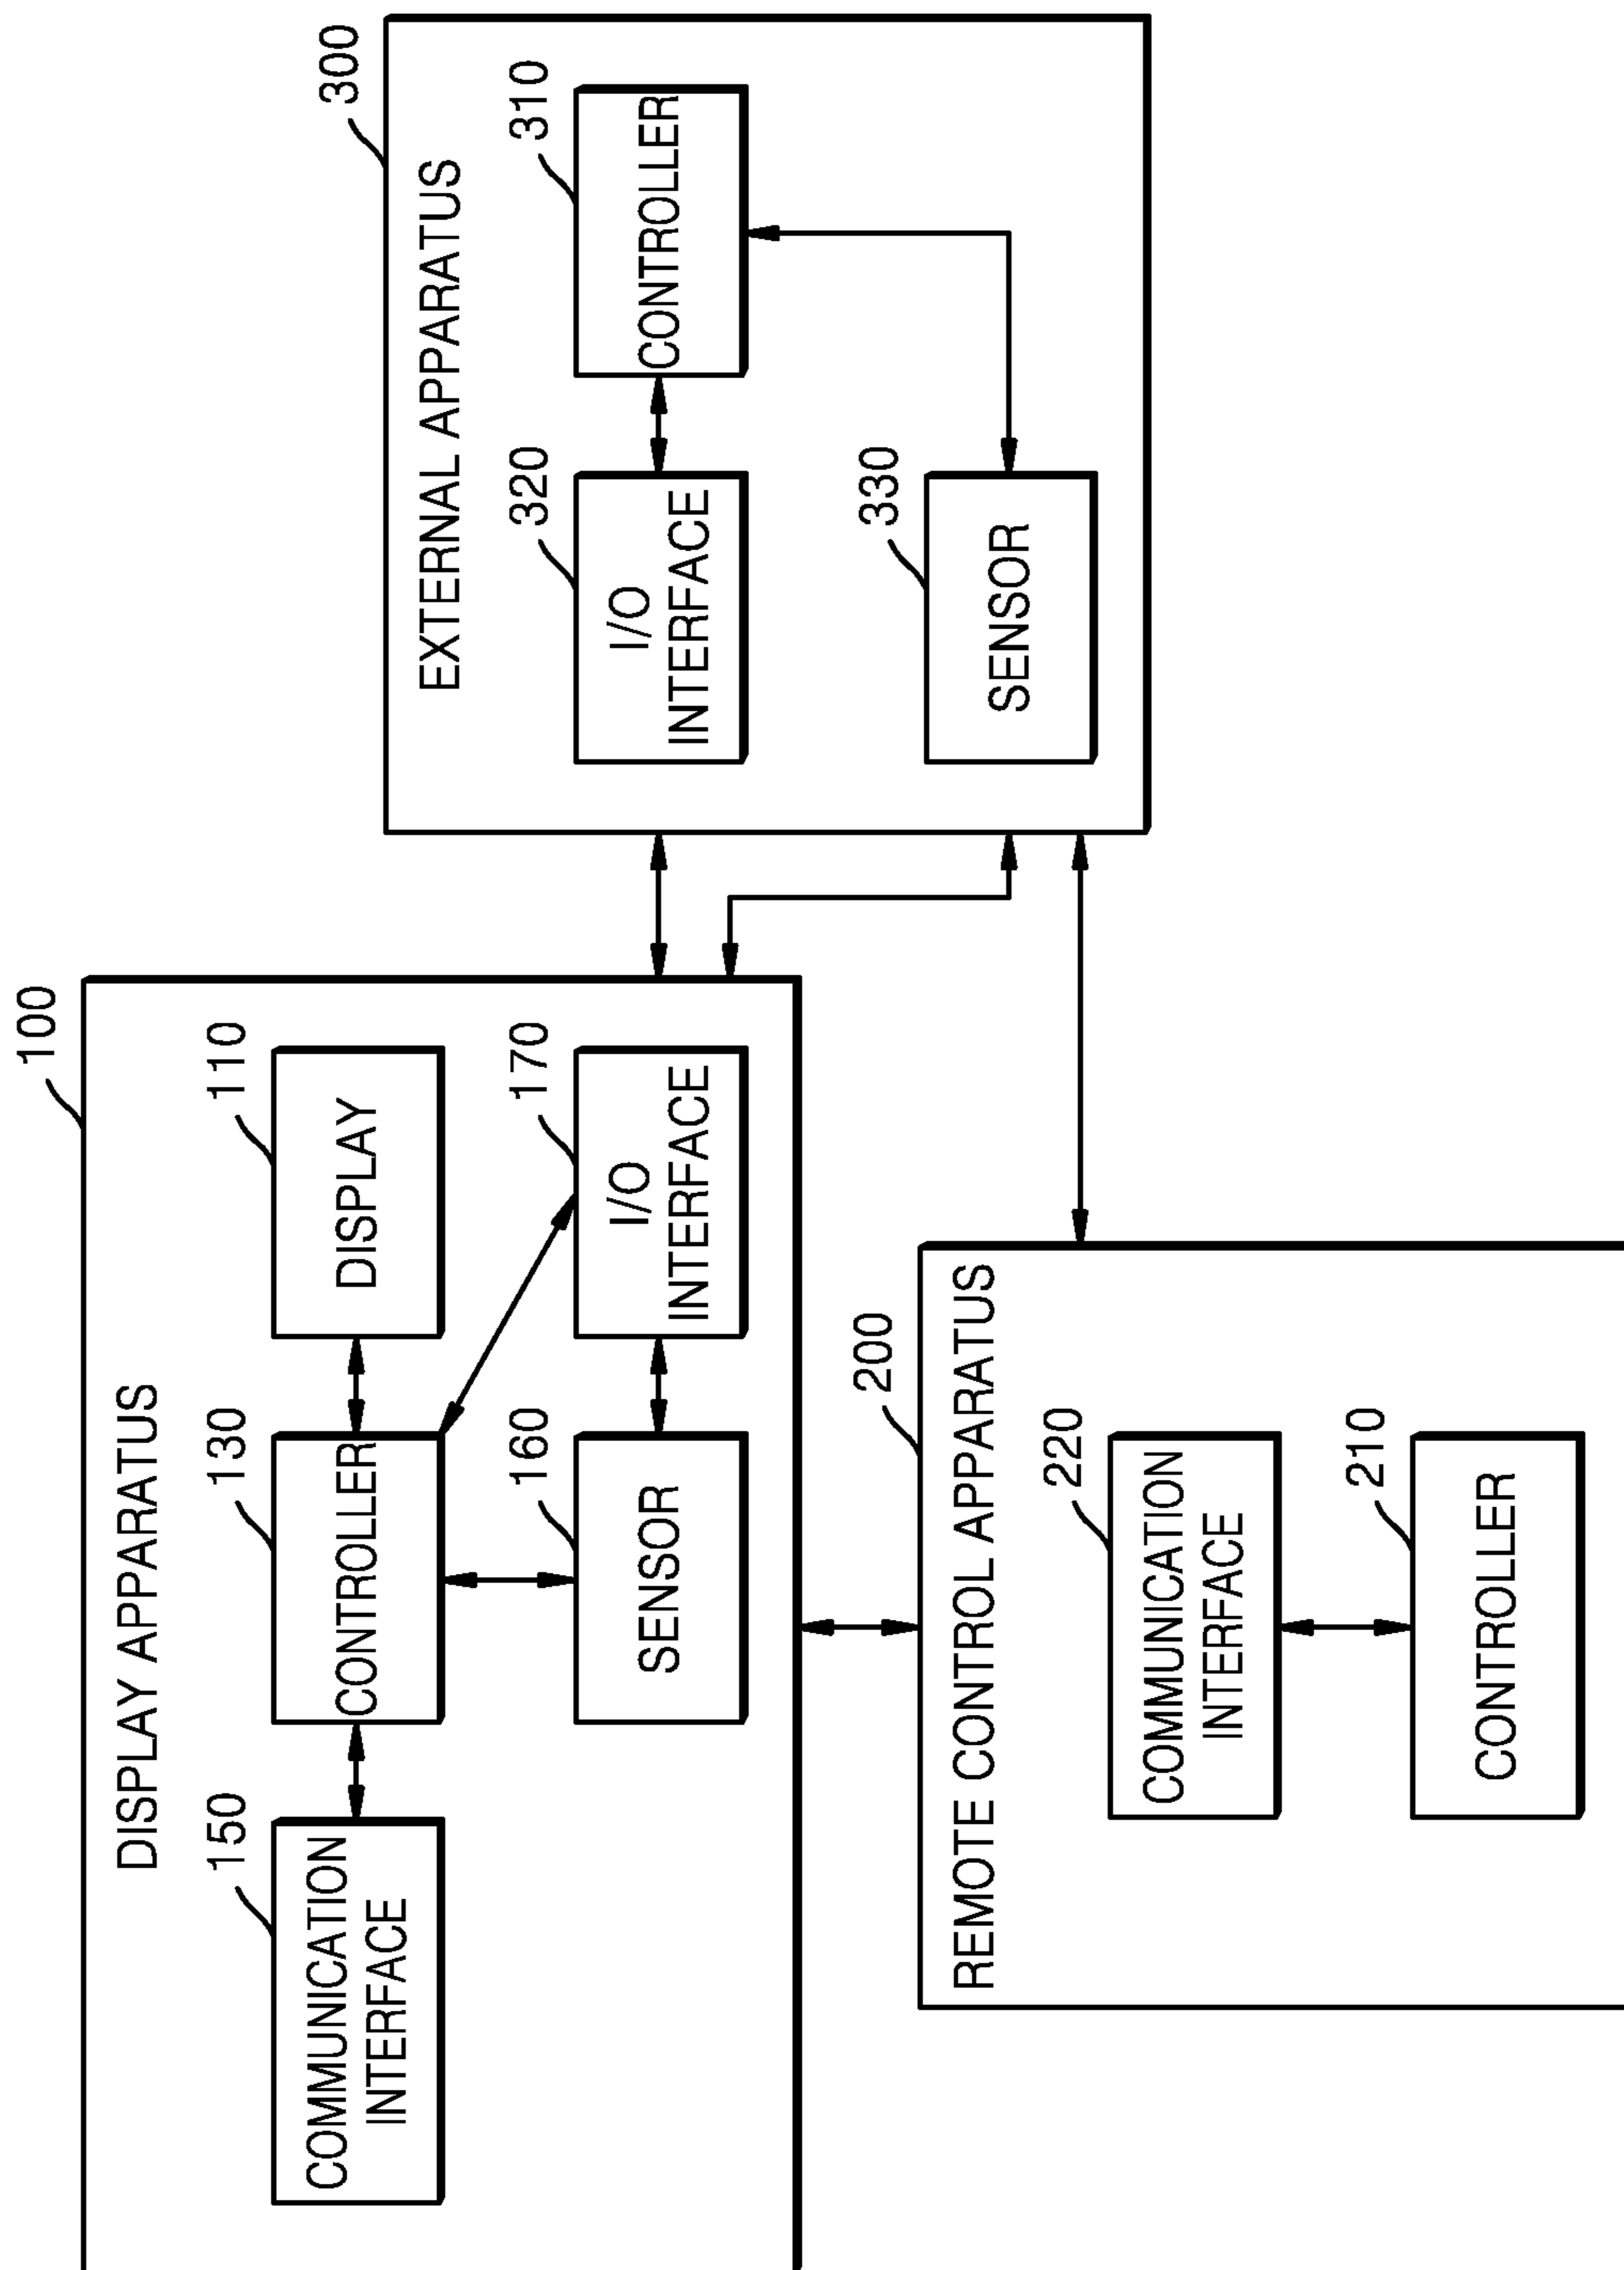 100
DISPLAY APPARATUS
150
COMMUNICATION
INTERFACE
130
CONTROLLER
110
DISPLAY
160
SENSOR
170
I/O
INTERFACE
300
EXTERNAL APPARATUS
320
I/O
INTERFACE
310
CONTROLLER
330
SENSOR
200
REMOTE CONTROL APPARATUS
220
COMMUNICATION
INTERFACE
210
CONTROLLER